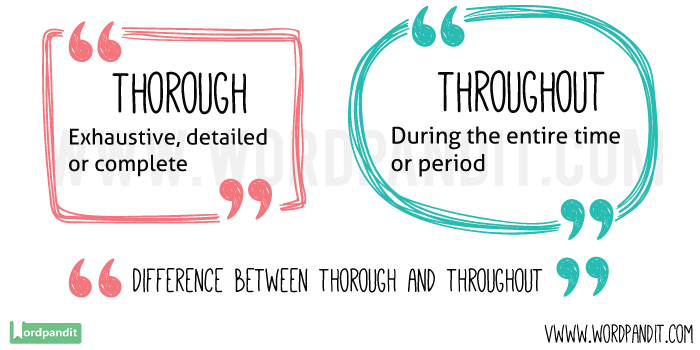 THOROUGH
Exhaustive, detailed
or complete
THROUGHOUT
During the entire time
or period
WWW.WORDPANDIT.COM
DIFFERENCE BETWEEN THOROUGH AND THROUGHOUT
Wordpandit
VWWW.WORDPANDIT.COM